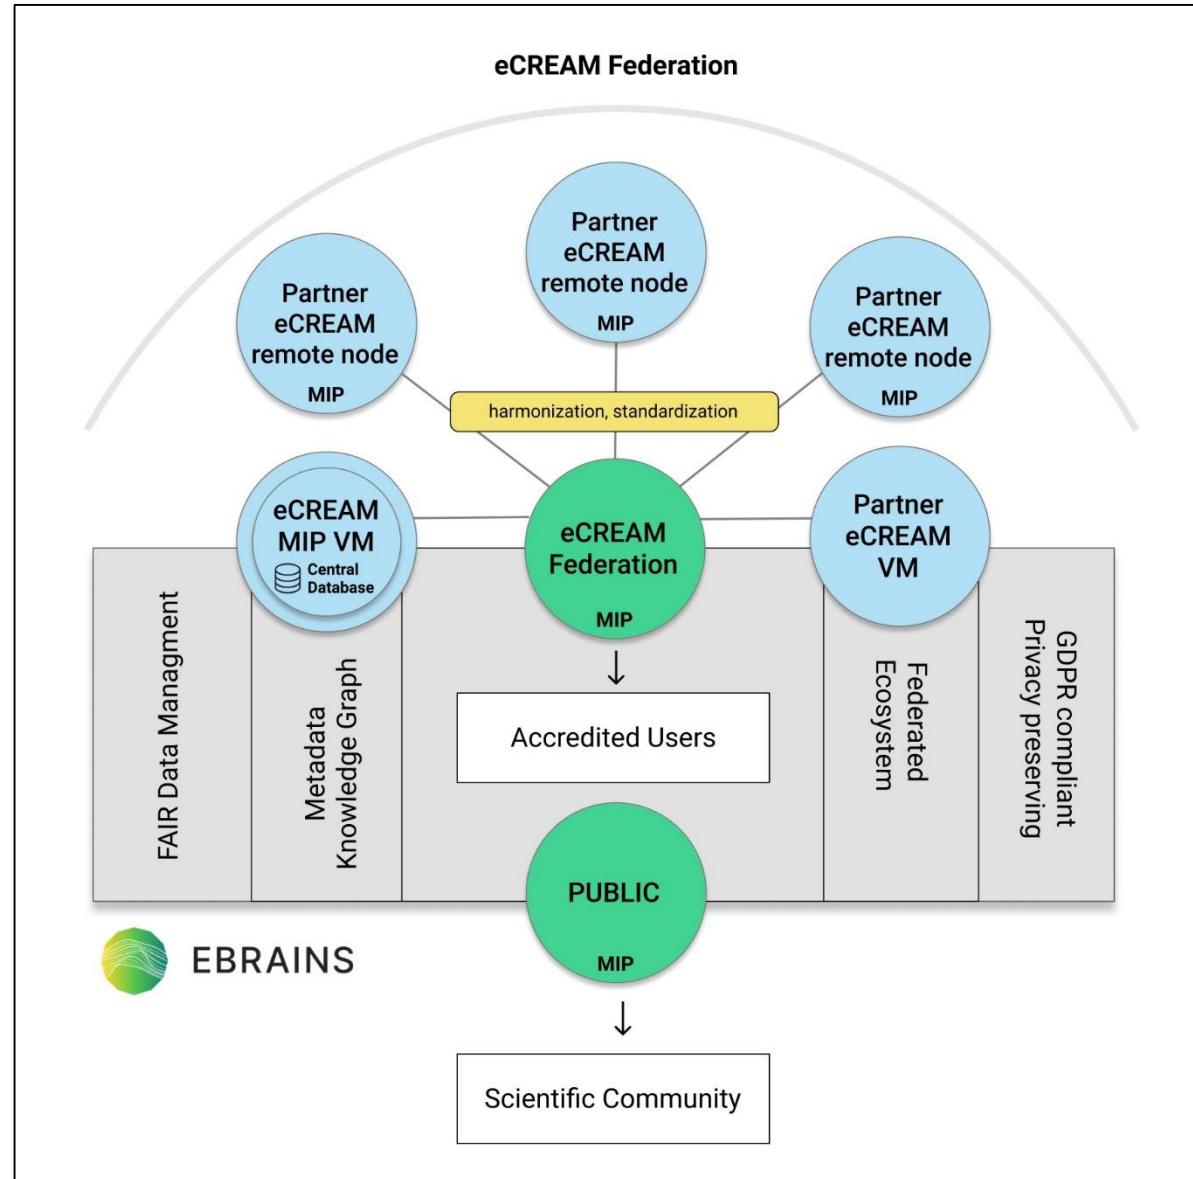 eCREAM Federation
Partner
eCREAM
remote node
MIP
Partner
eCREAM
remote node
MIP
Partner
eCREAM
remote node
MIP
harmonization, standardization
eCREAM
MIP VM
Central
Database
eCREAM
Federation
MIP
Partner
eCREAM
VM
FAIR Data Managment
Metadata
Knowledge Graph
Accredited Users
Federated
Ecosystem
GDPR compliant
Privacy preserving
PUBLIC
MIP
EBRAINS
Scientific Community